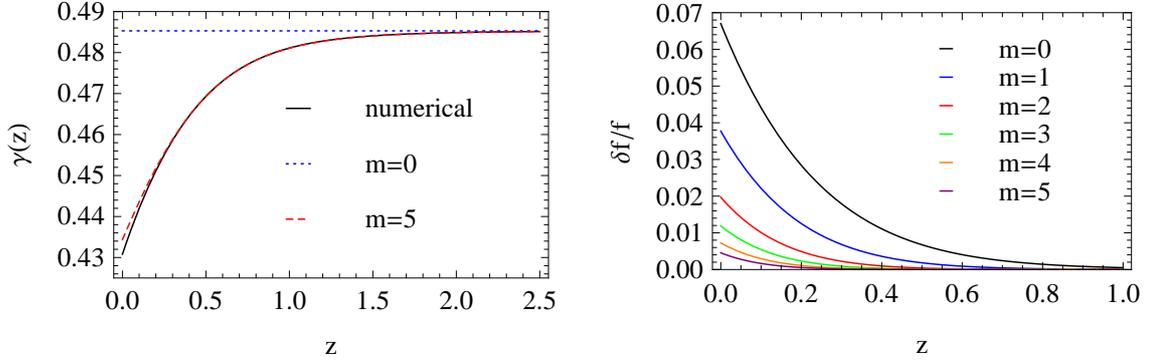 0.49
0.48
0.47
0.46
0.45
0.44
0.43
γ(z)
numerical
m=0
m=5
0.0 0.5 1.0 1.5 2.0 2.5
z
0.07
0.06
0.05
0.04
0.03
0.02
0.01
0.00
δf/f
m=0
m=1
m=2
m=3
m=4
m=5
0.0 0.2 0.4 0.6 0.8 1.0
z